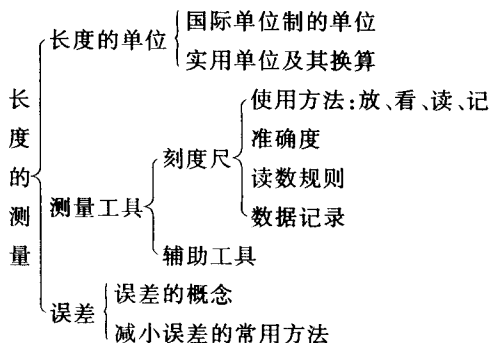 长度的测量
长度的单位
国际单位制的单位
实用单位及其换算
测量工具
刻度尺
使用方法:放、看、读、记
准确度
读数规则
数据记录
辅助工具
误差
误差的概念
减小误差的常用方法